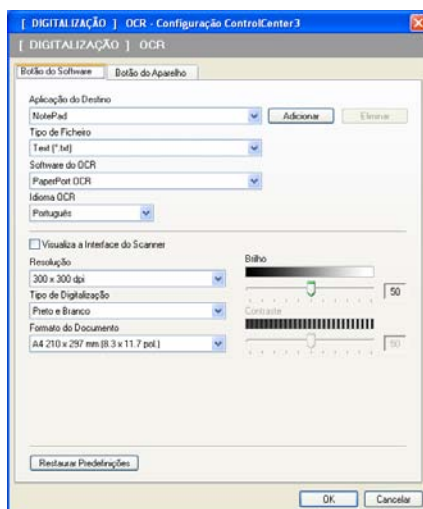 [ DIGITALIZAÇÃO ] OCR - Configuração ControlCenter3
[ DIGITALIZAÇÃO ] OCR
Botão do Software Botão do Aparelho
Aplicação do Destino
NotePad Adicionar Eliminar
Tipo de Ficheiro
Text (*.txt)
Software do OCR
PaperPort OCR
Idioma OCR
Português
Visualiza a Interface do Scanner
Resolução Brilho
300 x 300 dpi
50
Tipo de Digitalização
Preto e Branco Contraste
Formato do Documento
A4 210 x 297 mm (8.3 x 11.7 pol.) 50
Restaurar Predefinições
OK Cancelar